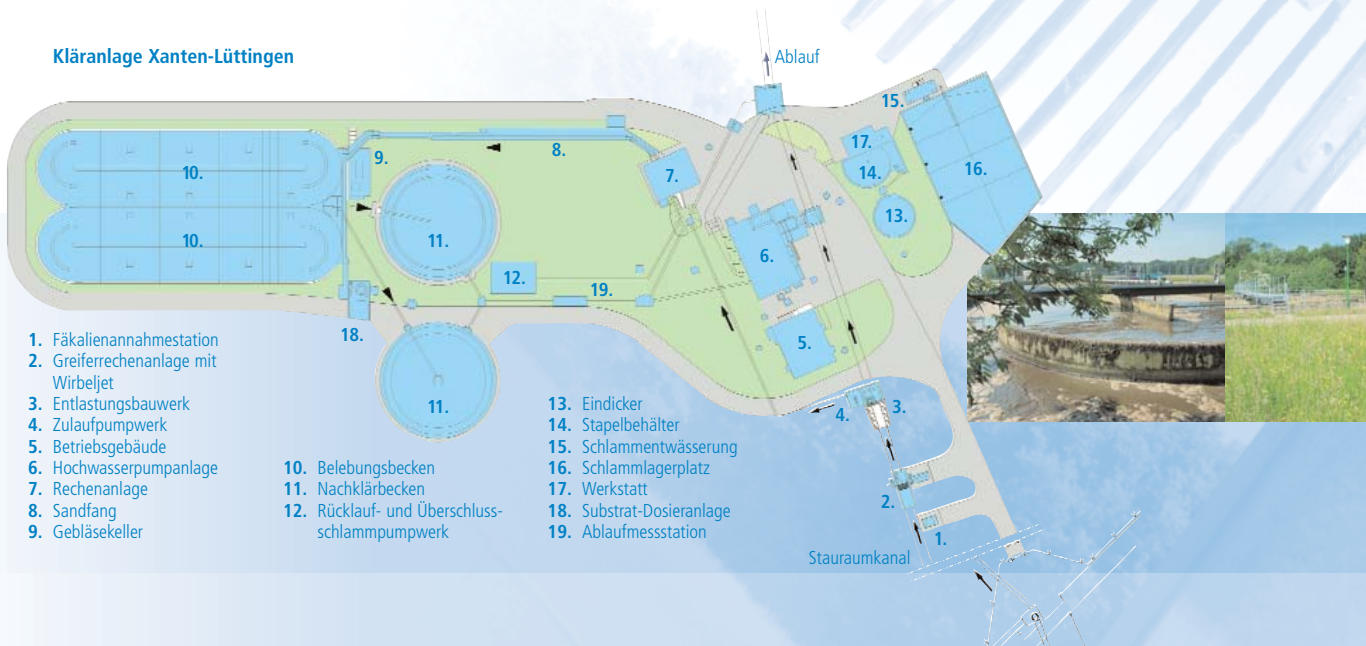 Kläranlage Xanten-Lüttingen
Ablauf
15.
17.
14.
16.
13.
10.
9.
8.
7.
10.
11.
6.
12.
19.
18.
5.
11.
4.
3.
2.
1.
Stauraumkanal
1. Fäkalienannahmestation
2. Greiferrechenanlage mit
Wirbeljet
3. Entlastungsbauwerk
4. Zulaufpumpwerk
5. Betriebsgebäude
6. Hochwasserpumpanlage
7. Rechenanlage
8. Sandfang
9. Gebläsekeller
10. Belebungsbecken
11. Nachklärbecken
12. Rücklauf- und Überschluss-
schlammpumpwerk
13. Eindicker
14. Stapelbehälter
15. Schlammentwässerung
16. Schlammlagerplatz
17. Werkstatt
18. Substrat-Dosieranlage
19. Ablaufmessstation